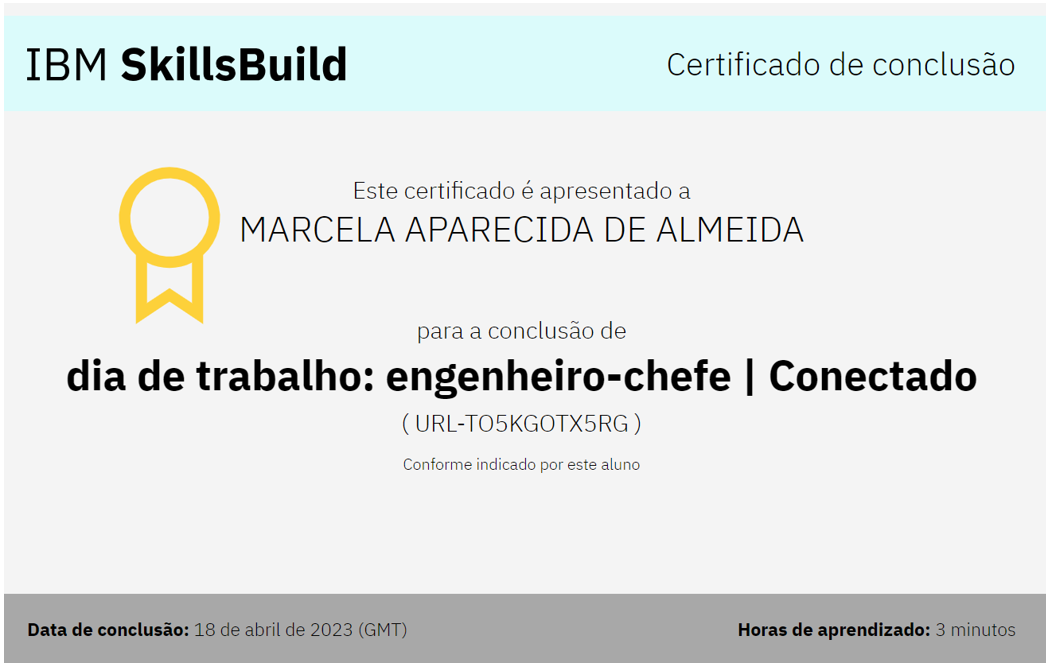 IBM SkillsBuild
Certificado de conclusão
Este certificado é apresentado a
MARCELA APARECIDA DE ALMEIDA
para a conclusão de
dia de trabalho: engenheiro-chefe | Conectado
( URL-TO5KGOTX5RG )
Conforme indicado por este aluno
Data de conclusão: 18 de abril de 2023 (GMT)
Horas de aprendizado: 3 minutos